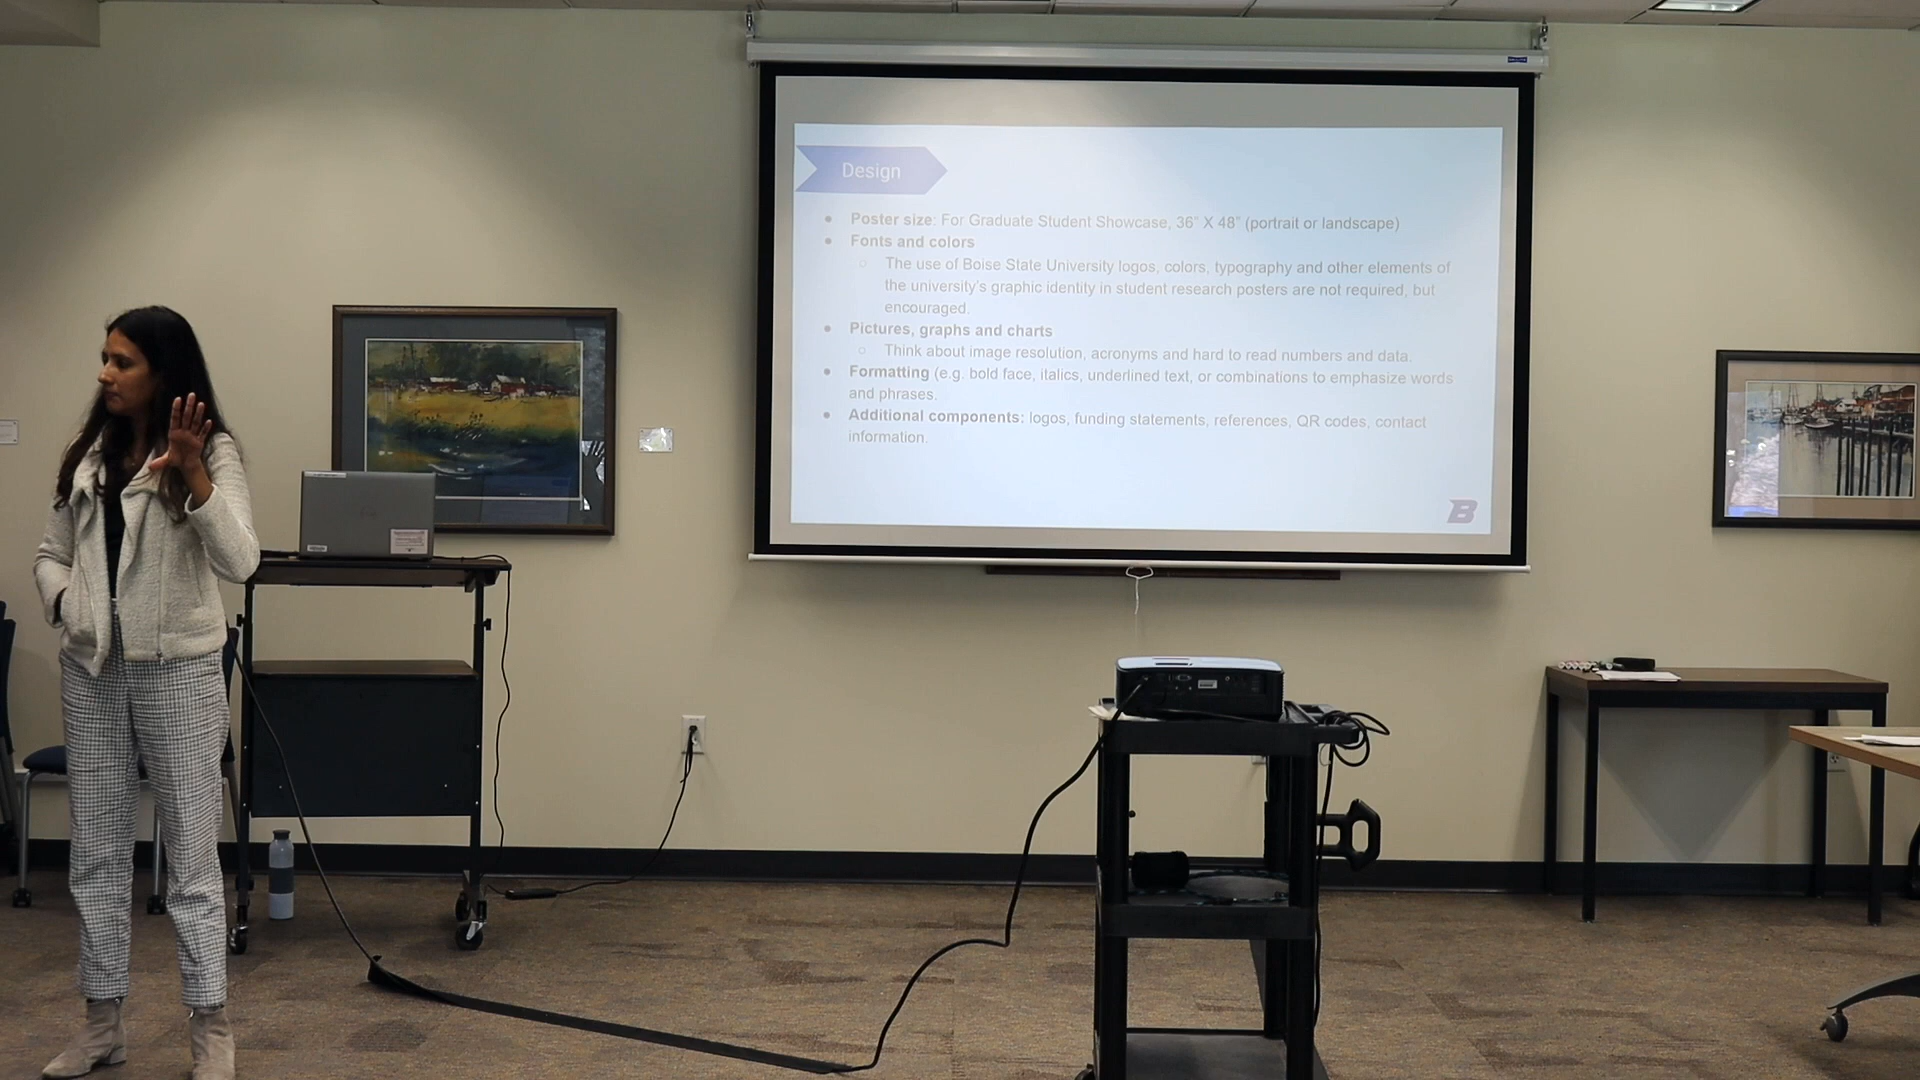 Design
● Poster size: For Graduate Student Showcase, 36" X 48" (portrait or landscape)
● Fonts and colors
○ The use of Boise State University logos, colors, typography and other elements of
the university's graphic identity in student research posters are not required, but
encouraged.
● Pictures, graphs and charts
○ Think about image resolution, acronyms and hard to read numbers and data.
● Formatting (e.g. bold face, italics, underlined text, or combinations to emphasize words
and phrases.
● Additional components: logos, funding statements, references, QR codes, contact
information.
B